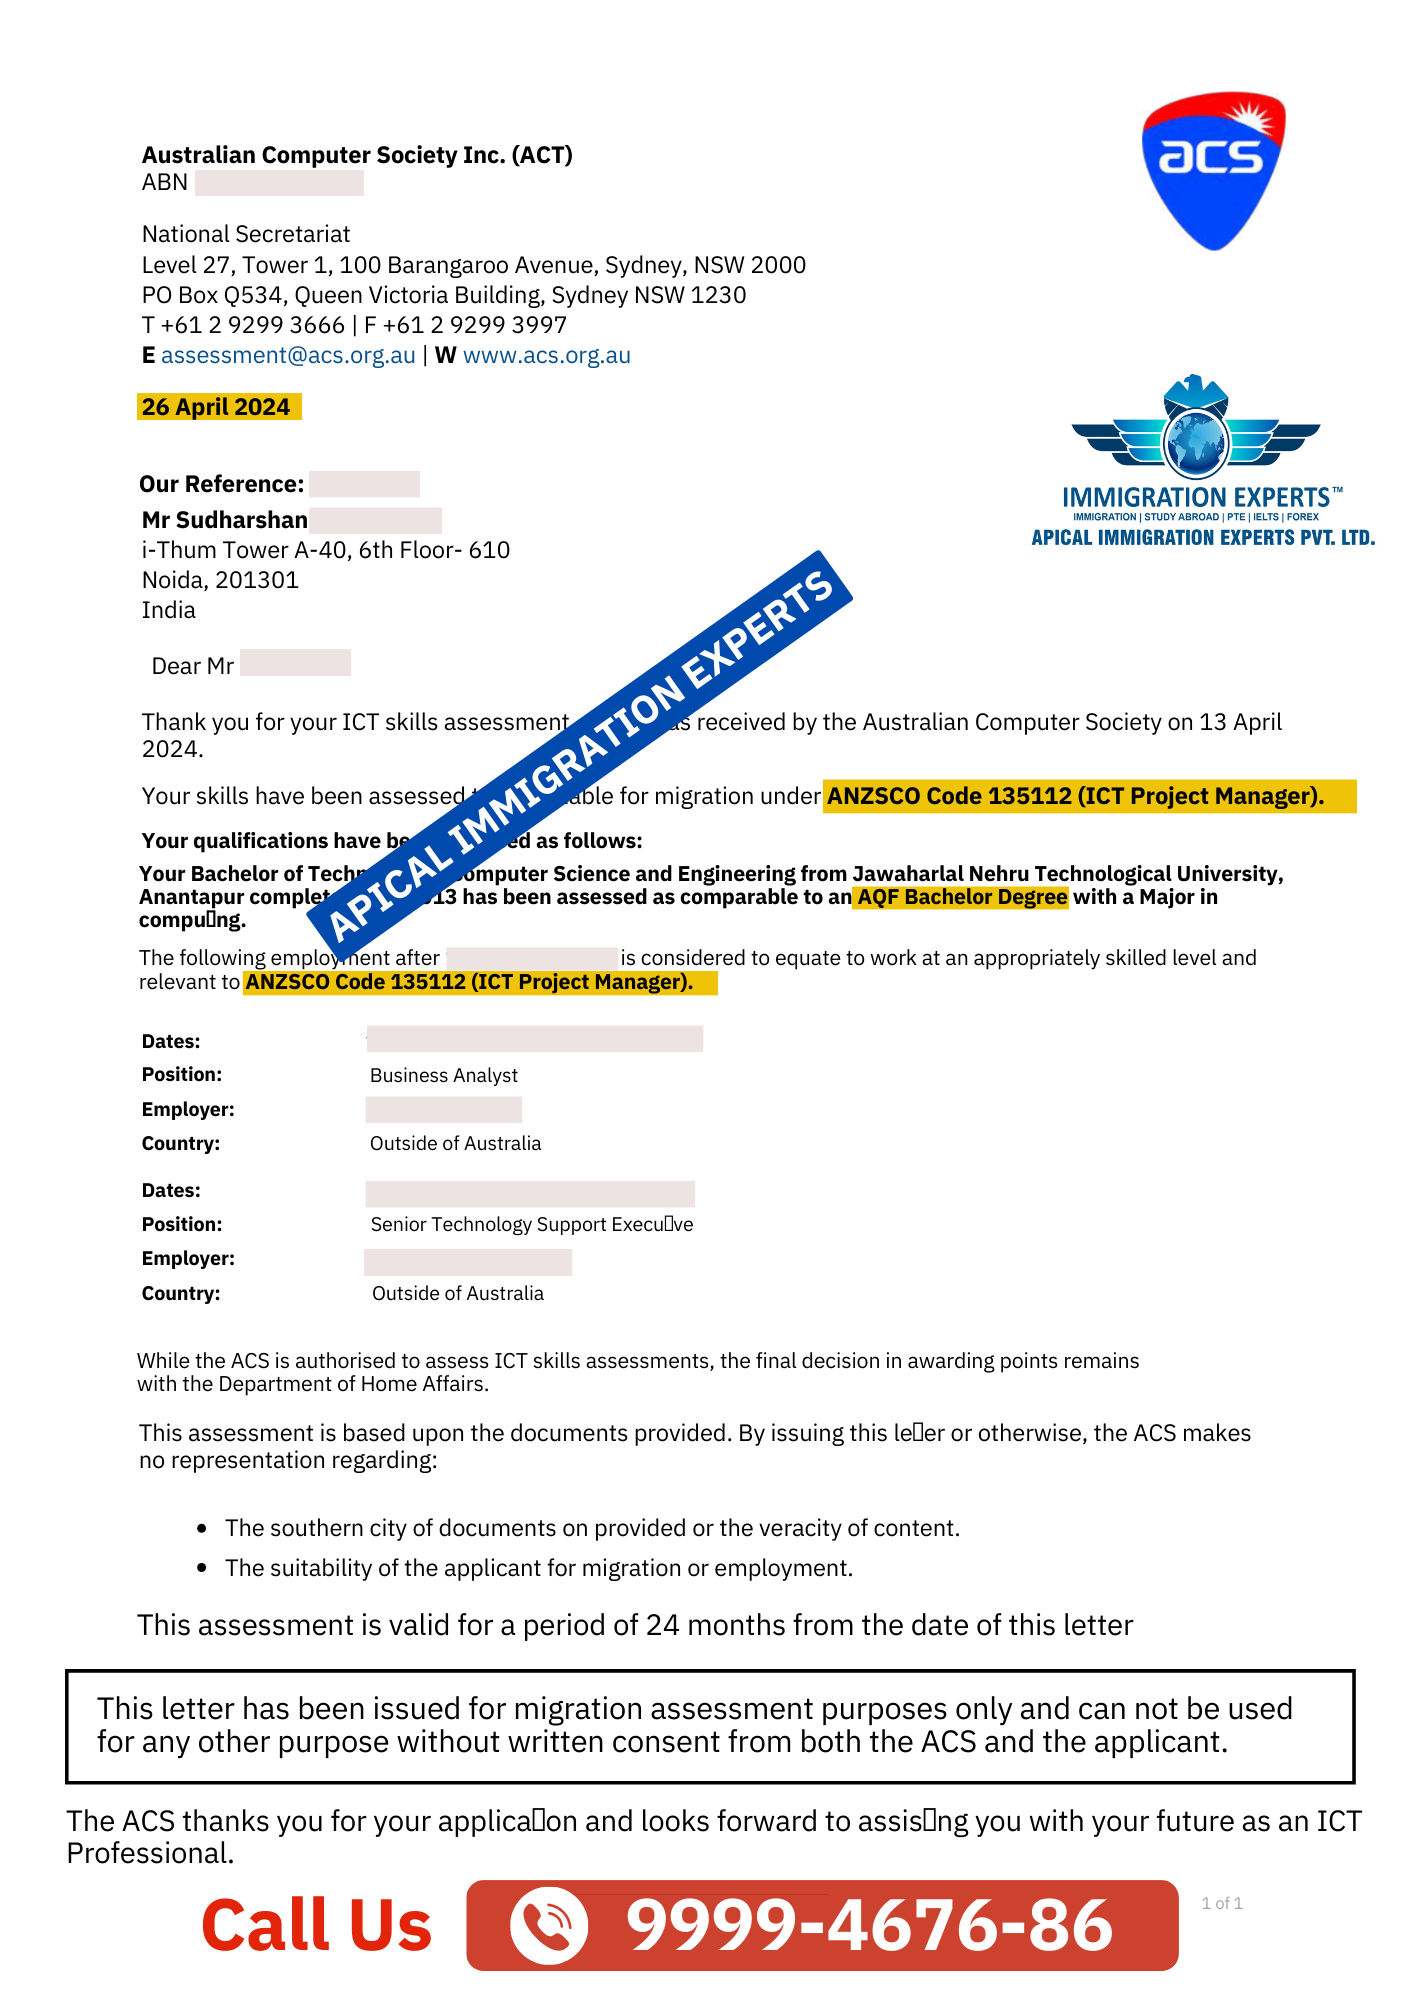 acs
Australian Computer Society Inc. (ACT)
ABN
National Secretariat
Level 27, Tower 1, 100 Barangaroo Avenue, Sydney, NSW 2000
PO Box Q534, Queen Victoria Building, Sydney NSW 1230
T +61 2 9299 3666 | F +61 2 9299 3997
E assessment@acs.org.au | W www.acs.org.au
26 April 2024
IMMIGRATION EXPERTS™
IMMIGRATION | STUDY ABROAD | PTE | IELTS | FOREX
APICAL IMMIGRATION EXPERTS PVT. LTD.
Our Reference:
Mr Sudharshan
i-Thum Tower A-40, 6th Floor- 610
Noida, 201301
India
Dear Mr
APICAL IMMIGRATION EXPERTS
Thank you for your ICT skills assessment received by the Australian Computer Society on 13 April
2024.
Your skills have been assessed for migration under ANZSCO Code 135112 (ICT Project Manager).
Your qualifications have as follows:
Your Bachelor of Computer Science and Engineering from Jawaharlal Nehru Technological University,
Anantapur has been assessed as comparable to an AQF Bachelor Degree with a Major in
compu▯ng.
The following employment after is considered to equate to work at an appropriately skilled level and
relevant to ANZSCO Code 135112 (ICT Project Manager).
Dates:
Position: Business Analyst
Employer:
Country: Outside of Australia
Dates:
Position: Senior Technology Support Execu▯ve
Employer:
Country: Outside of Australia
While the ACS is authorised to assess ICT skills assessments, the final decision in awarding points remains
with the Department of Home Affairs.
This assessment is based upon the documents provided. By issuing this le▯er or otherwise, the ACS makes
no representation regarding:
• The southern city of documents on provided or the veracity of content.
• The suitability of the applicant for migration or employment.
This assessment is valid for a period of 24 months from the date of this letter
This letter has been issued for migration assessment purposes only and can not be used
for any other purpose without written consent from both the ACS and the applicant.
The ACS thanks you for your applica▯on and looks forward to assis▯ng you with your future as an ICT
Professional.
Call Us 9999-4676-86
1 of 1